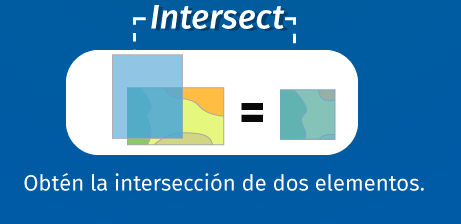 Intersect
=
Obtén la intersección de dos elementos.